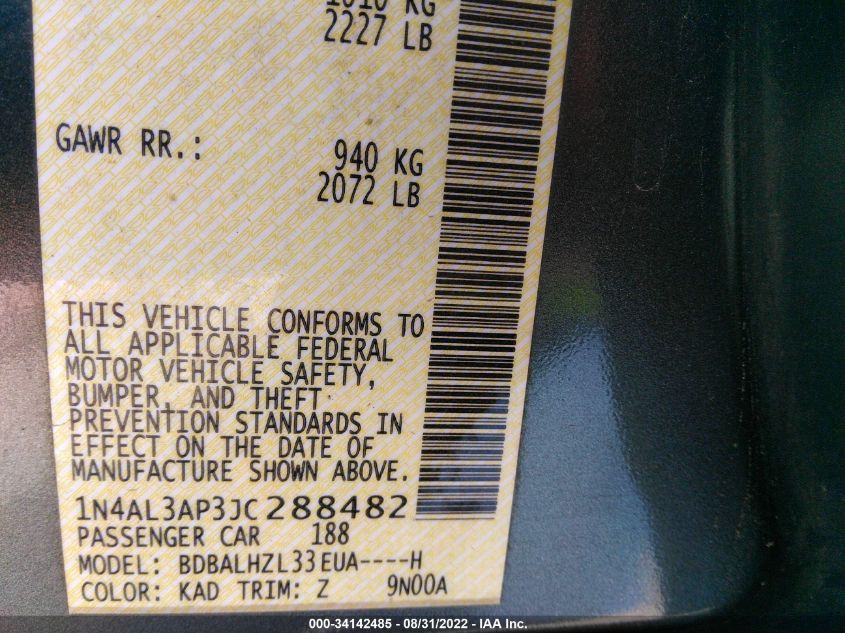 1010 KG
2227 LB
GAWR RR.:
940 KG
2072 LB
THIS VEHICLE CONFORMS TO
ALL APPLICABLE FEDERAL
MOTOR VEHICLE SAFETY,
BUMPER, AND THEFT
PREVENTION STANDARDS IN
EFFECT ON THE DATE OF
MANUFACTURE SHOWN ABOVE.
1N4AL3AP3JC288482
PASSENGER CAR 188
MODEL: BDBALHZL33EUA----H
COLOR: KAD TRIM: Z 9N00A
000-34142485 - 08/31/2022 - IAA Inc.